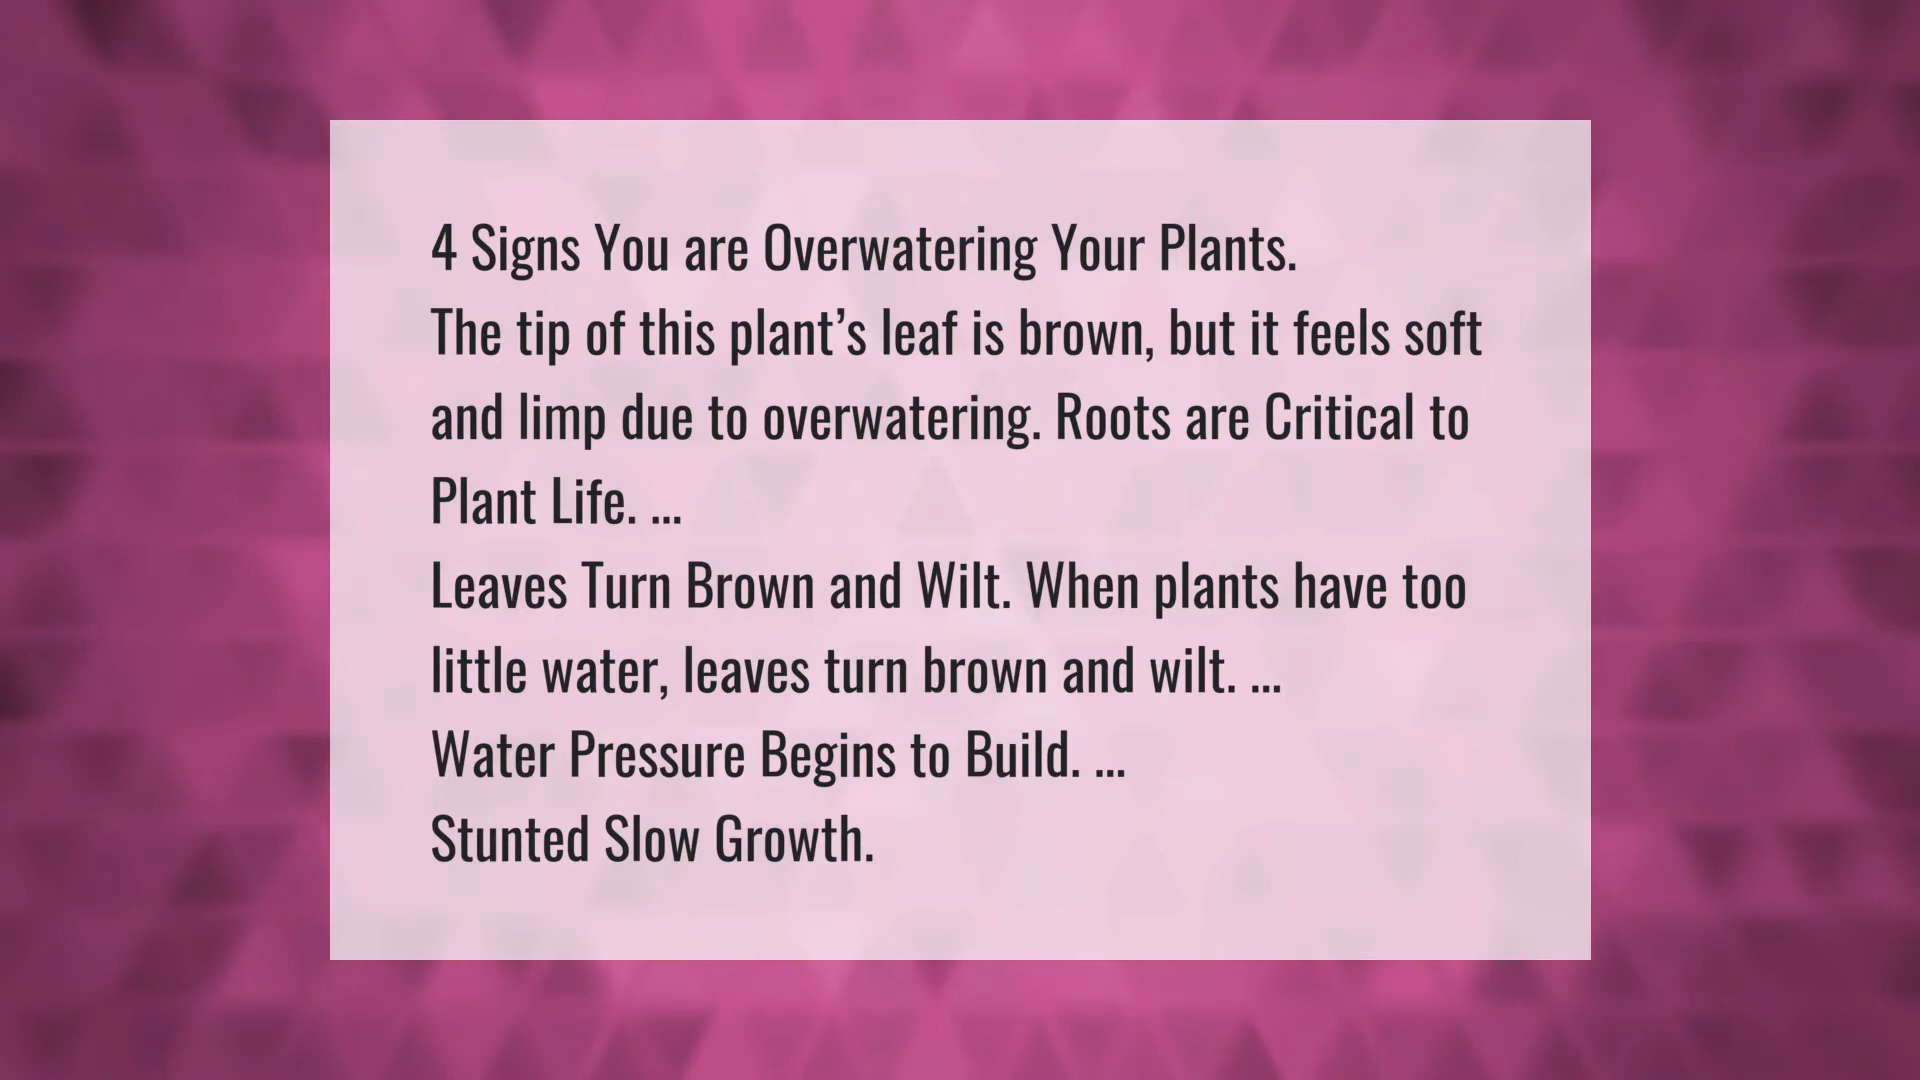 4 Signs You are Overwatering Your Plants.
The tip of this plant’s leaf is brown, but it feels soft
and limp due to overwatering. Roots are Critical to
Plant Life. ...
Leaves Turn Brown and Wilt. When plants have too
little water, leaves turn brown and wilt. ...
Water Pressure Begins to Build. ...
Stunted Slow Growth.